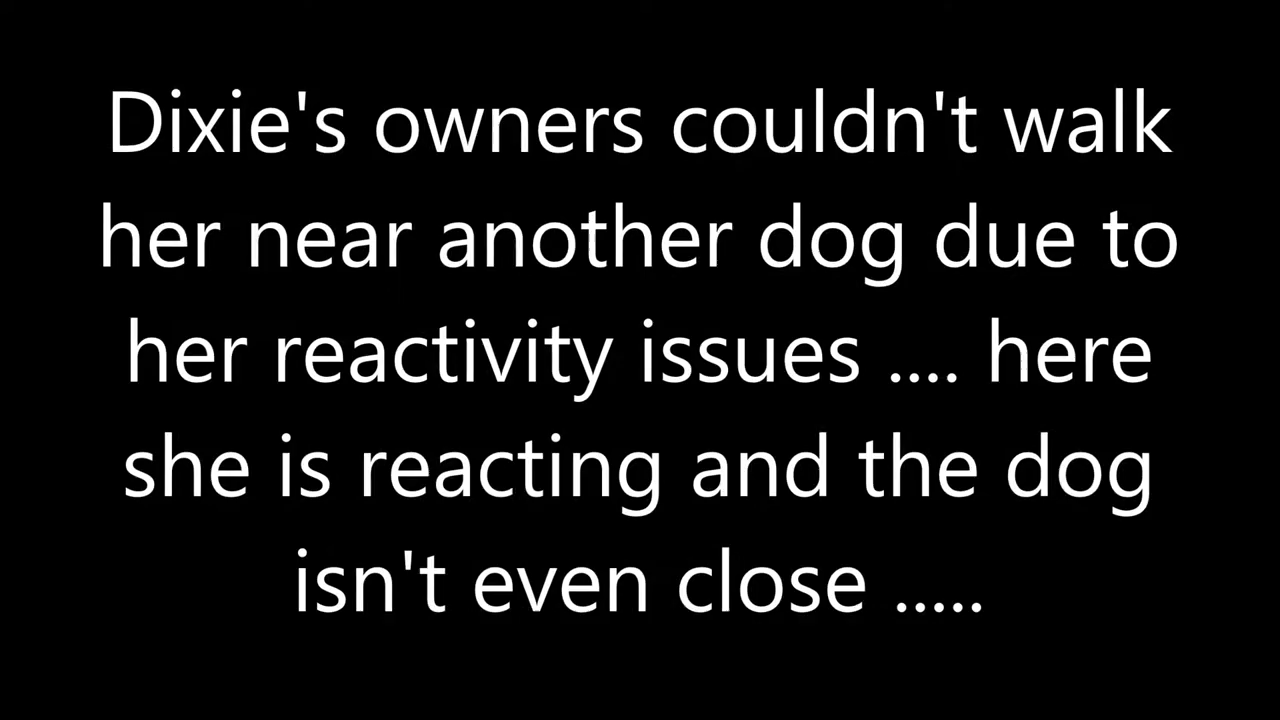 Dixie's owners couldn't walk
her near another dog due to
her reactivity issues .... here
she is reacting and the dog
isn't even close .....